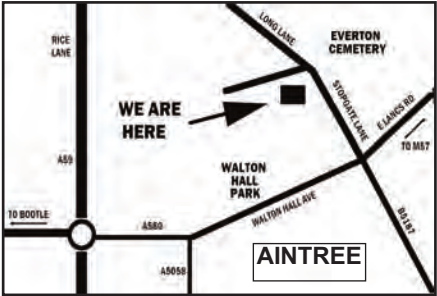 LONG LANE
EVERTON
CEMETERY
RICE
LANE
STOPGATE LANE
E LANCS RD
WE ARE
HERE
TO M57
A59
WALTON
HALL
PARK
WALTON HALL AVE
B5187
TO BOOTLE
A580
A5058
AINTREE